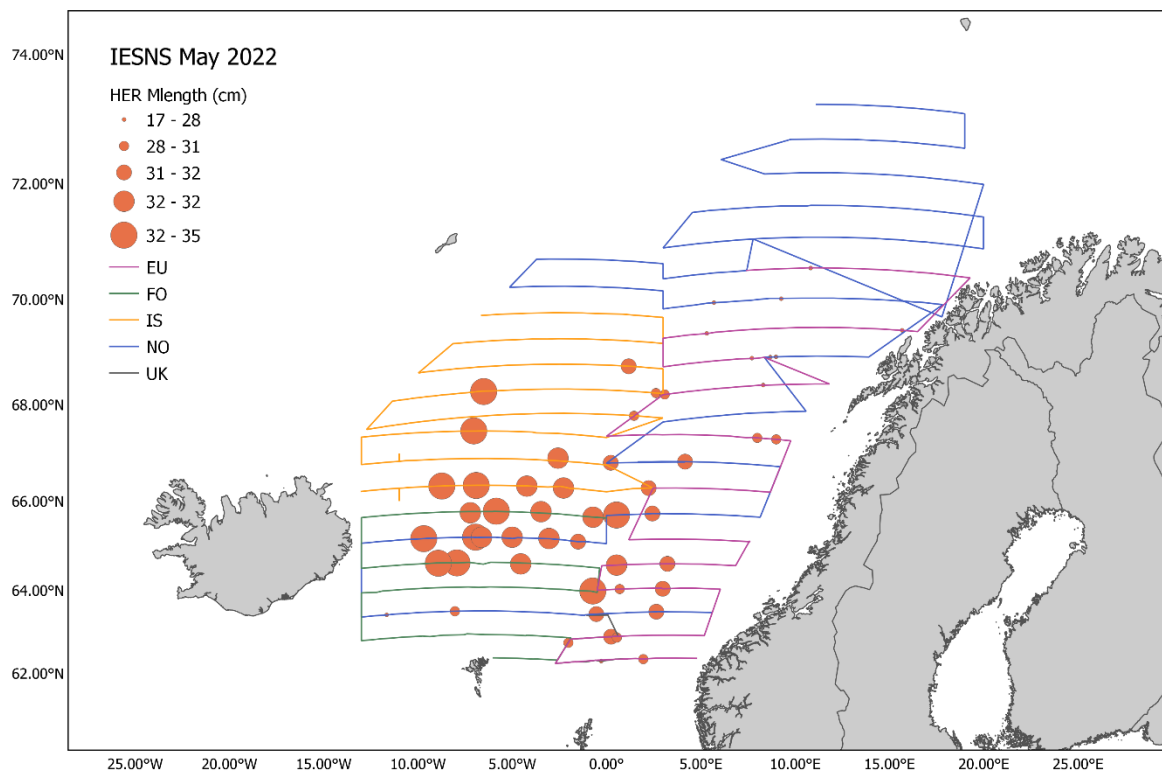 IESNS May 2022
HER Mlength (cm)
17 - 28
28 - 31
31 - 32
32 - 32
32 - 35
EU
FO
IS
NO
UK
74.00°N
72.00°N
70.00°N
68.00°N
66.00°N
64.00°N
62.00°N
25.00°W 20.00°W 15.00°W 10.00°W 5.00°W 0.00°E 5.00°E 10.00°E 15.00°E 20.00°E 25.00°E